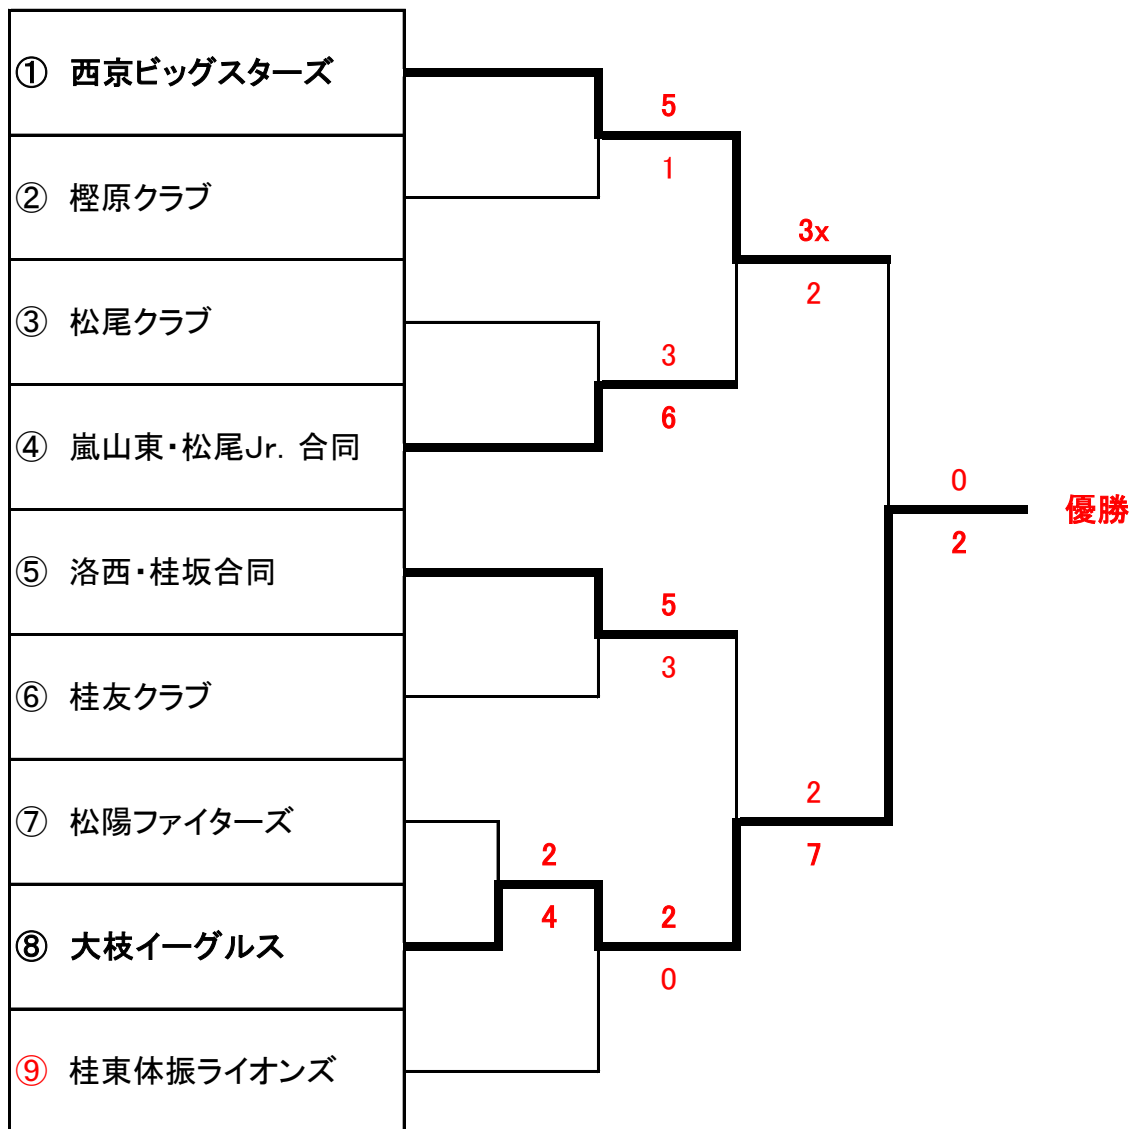 ① 西京ビッグスターズ
② 樫原クラブ
③ 松尾クラブ
④ 嵐山東・松尾Jr. 合同
⑤ 洛西・桂坂合同
⑥ 桂友クラブ
⑦ 松陽ファイターズ
⑧ 大枝イーグルス
⑨ 桂東体振ライオンズ
2
4
5
1
3
6
5
3
2
0
3x
2
2
7
0
2
優勝